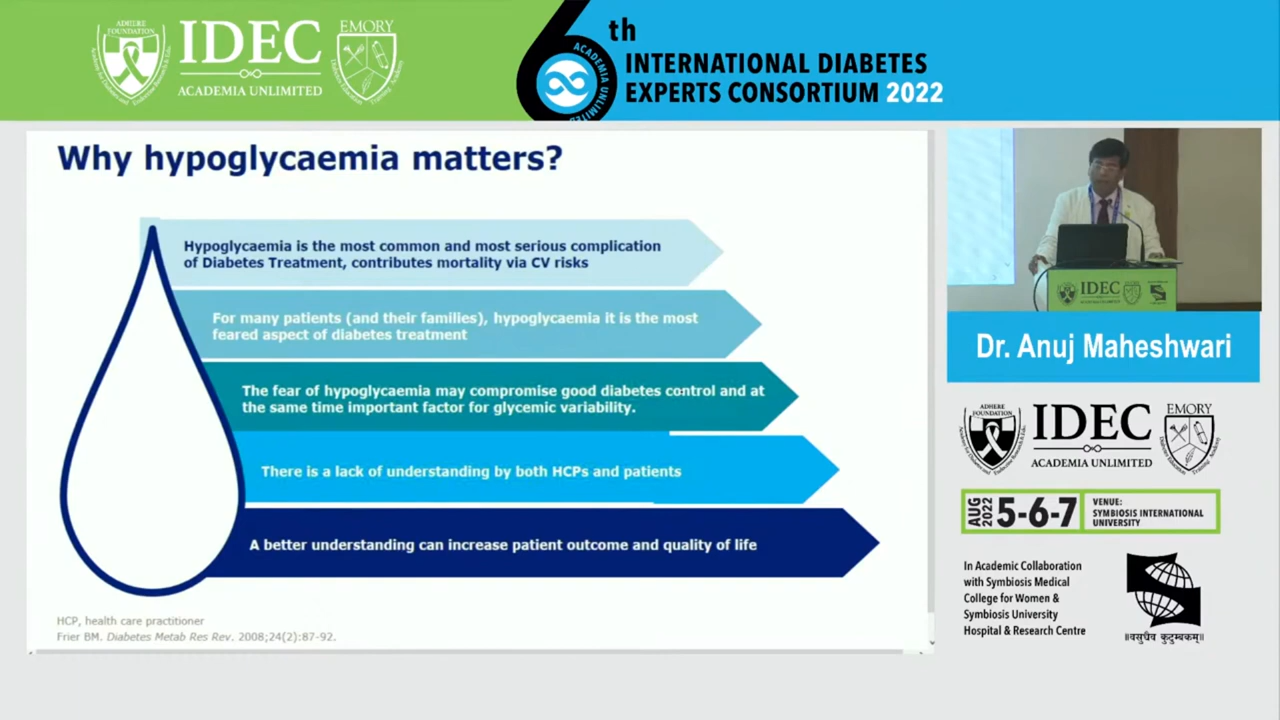 ADHERE
FOUNDATION
IDEC
ACADEMIA UNLIMITED
EMORY
6th
ACADEMIA UNLIMITED
INTERNATIONAL DIABETES
EXPERTS CONSORTIUM 2022
Why hypoglycaemia matters?
Hypoglycaemia is the most common and most serious complication
of Diabetes Treatment, contributes mortality via CV risks
For many patients (and their families), hypoglycaemia it is the most
feared aspect of diabetes treatment
The fear of hypoglycaemia may compromise good diabetes control and at
the same time important factor for glycemic variability.
There is a lack of understanding by both HCPs and patients
A better understanding can increase patient outcome and quality of life
HCP, health care practitioner
Frier BM. Diabetes Metab Res Rev. 2008;24(2):87-92.
IDEC
Dr. Anuj Maheshwari
ADHERE
FOUNDATION
IDEC
ACADEMIA UNLIMITED
EMORY
AUG
2022
5-6-7
VENUE:
SYMBIOSIS INTERNATIONAL
UNIVERSITY
In Academic Collaboration
with Symbiosis Medical
College for Women &
Symbiosis University
Hospital & Research Centre
॥वसुधैव कुटुम्बकम्॥